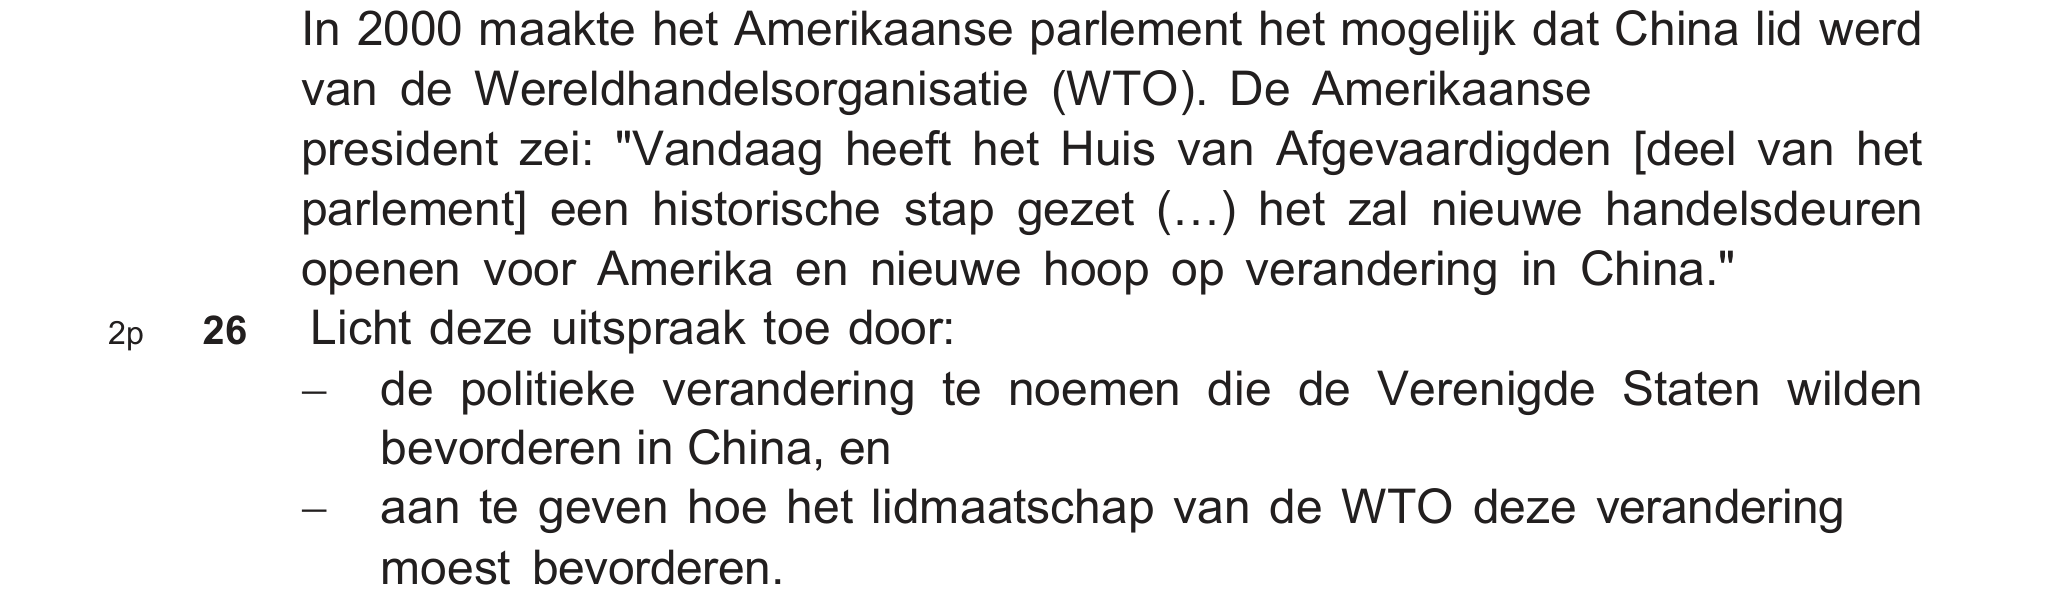 In 2000 maakte het Amerikaanse parlement het mogelijk dat China lid werd
van de Wereldhandelsorganisatie (WTO). De Amerikaanse
president zei: "Vandaag heeft het Huis van Afgevaardigden [deel van het
parlement] een historische stap gezet (…) het zal nieuwe handelsdeuren
openen voor Amerika en nieuwe hoop op verandering in China."
2p 26 Licht deze uitspraak toe door:
− de politieke verandering te noemen die de Verenigde Staten wilden
bevorderen in China, en
− aan te geven hoe het lidmaatschap van de WTO deze verandering
moest bevorderen.